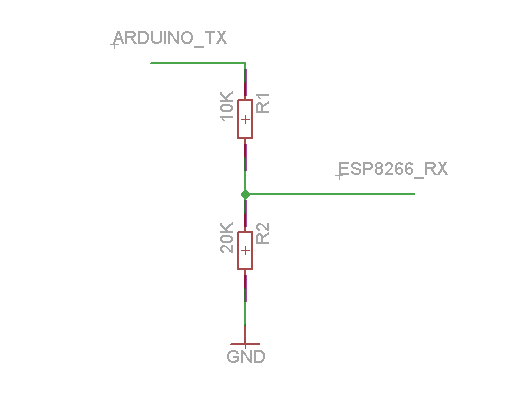 ARDUINO_TX
10K
R1
ESP8266_RX
20K
R2
GND